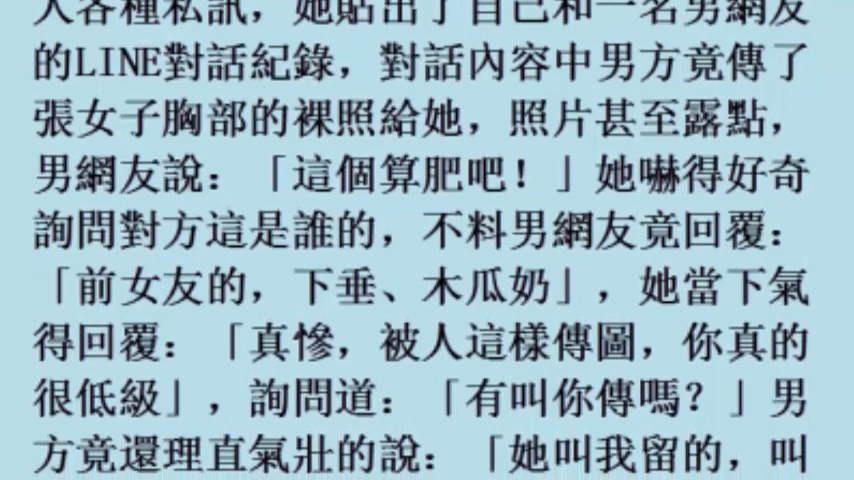 人各種私訊，她貼出了自己和一名男網友
的LINE對話紀錄，對話內容中男方竟傳了
張女子胸部的裸照給她，照片甚至露點，
男網友說：「這個算肥吧！」她嚇得好奇
詢問對方這是誰的，不料男網友竟回覆：
「前女友的，下垂、木瓜奶」，她當下氣
得回覆：「真慘，被人這樣傳圖，你真的
很低級」，詢問道：「有叫你傳嗎？」男
方竟還理直氣壯的說：「她叫我留的，叫